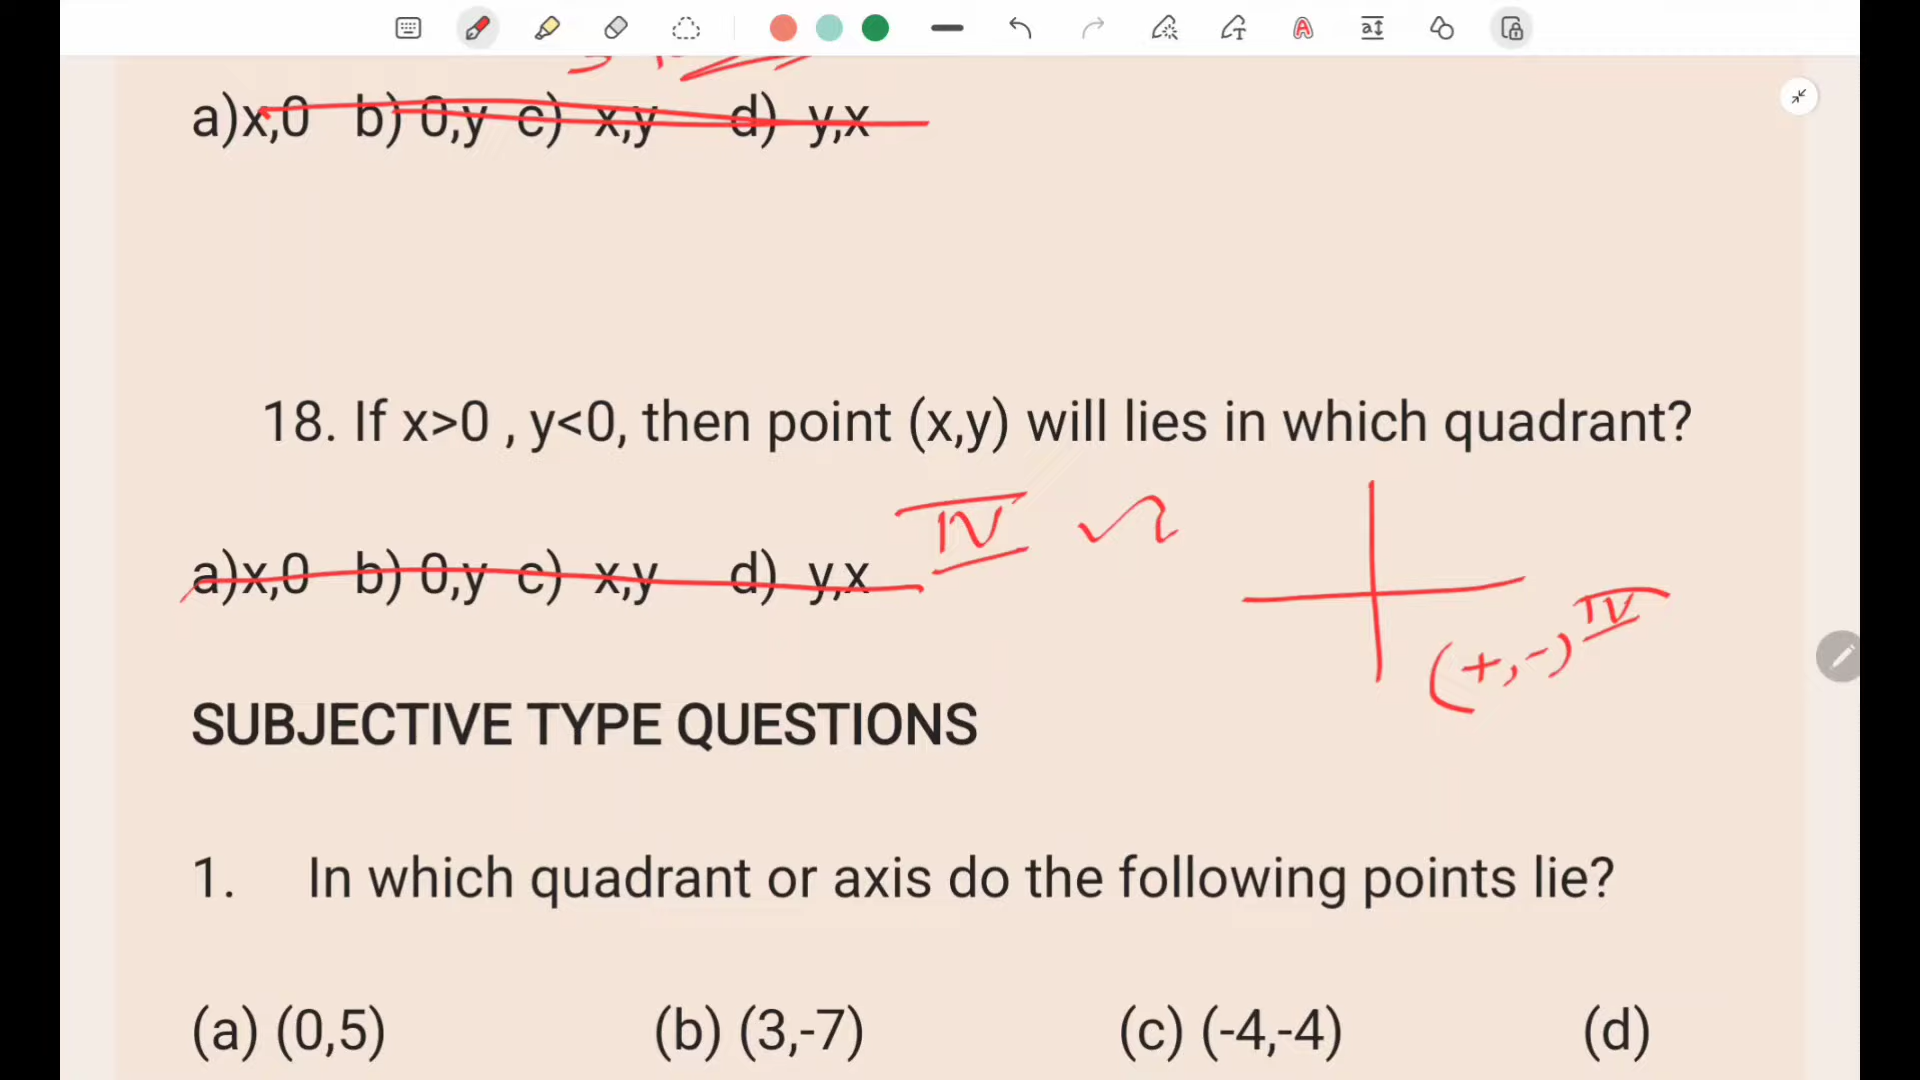 a)x,0 b) 0,y c) x,y d) y,x
18. If x>0 , y<0, then point (x,y) will lies in which quadrant?
IV
a)x,0 b) 0,y c) x,y d) y,x
IV
(+,-)
SUBJECTIVE TYPE QUESTIONS
1. In which quadrant or axis do the following points lie?
(a) (0,5) (b) (3,-7) (c) (-4,-4) (d)